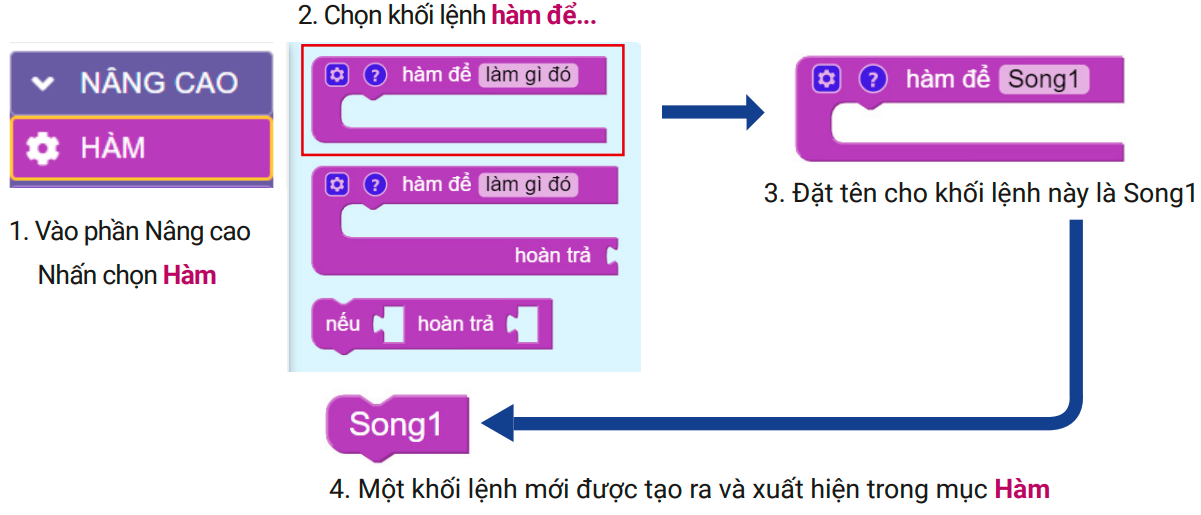 2. Chọn khối lệnh hàm để...
NÂNG CAO
HÀM
1. Vào phần Nâng cao
Nhấn chọn Hàm
? hàm để làm gì đó
? hàm để làm gì đó
hoàn trả
nếu hoàn trả
? hàm để Song1
3. Đặt tên cho khối lệnh này là Song1
Song1
4. Một khối lệnh mới được tạo ra và xuất hiện trong mục Hàm